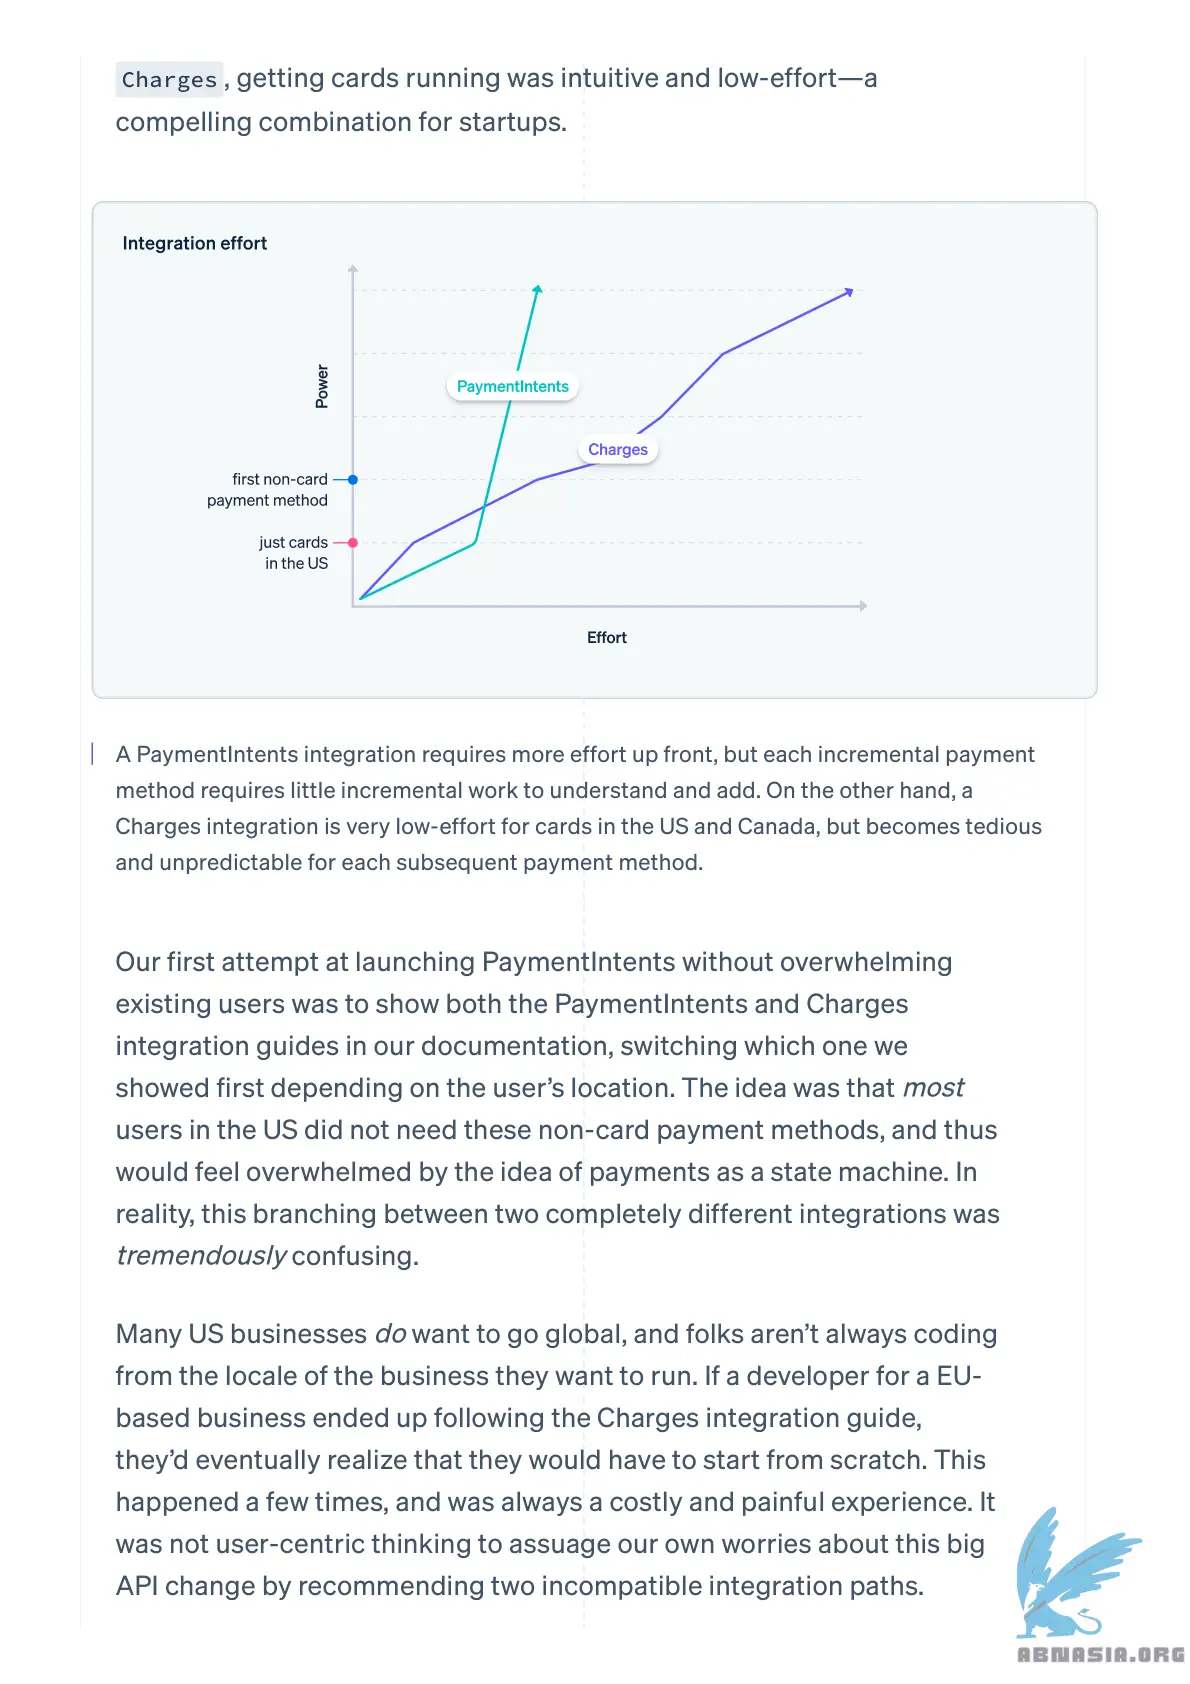 Charges, getting cards running was intuitive and low-effort—a
compelling combination for startups.
Integration effort
Power
PaymentIntents
Charges
first non-card
payment method
just cards
in the US
Effort
A PaymentIntents integration requires more effort up front, but each incremental payment
method requires little incremental work to understand and add. On the other hand, a
Charges integration is very low-effort for cards in the US and Canada, but becomes tedious
and unpredictable for each subsequent payment method.
Our first attempt at launching PaymentIntents without overwhelming
existing users was to show both the PaymentIntents and Charges
integration guides in our documentation, switching which one we
showed first depending on the user’s location. The idea was that most
users in the US did not need these non-card payment methods, and thus
would feel overwhelmed by the idea of payments as a state machine. In
reality, this branching between two completely different integrations was
tremendously confusing.
Many US businesses do want to go global, and folks aren’t always coding
from the locale of the business they want to run. If a developer for a EU-
based business ended up following the Charges integration guide,
they’d eventually realize that they would have to start from scratch. This
happened a few times, and was always a costly and painful experience. It
was not user-centric thinking to assuage our own worries about this big
API change by recommending two incompatible integration paths.
ABNASIA.ORG